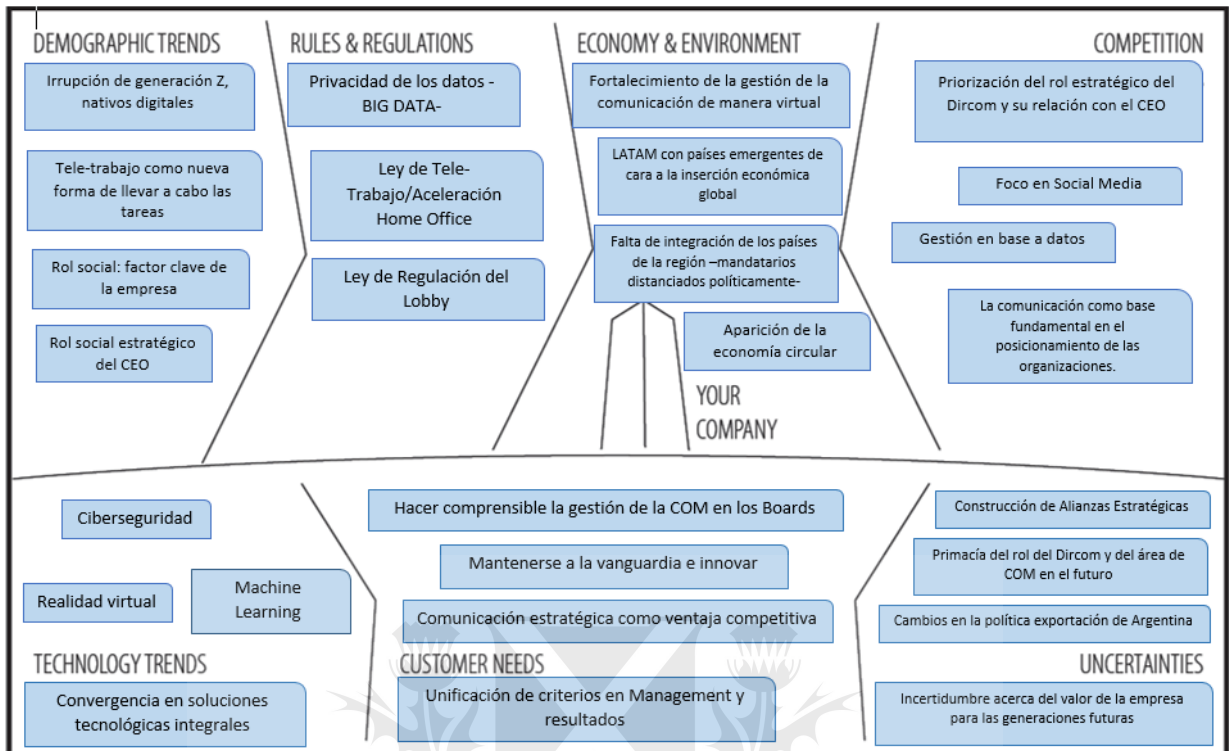 DEMOGRAPHIC TRENDS
Irrupción de generación Z,
nativos digitales
Tele-trabajo como nueva
forma de llevar a cabo las
tareas
Rol social: factor clave de
la empresa
Rol social estratégico
del CEO
RULES & REGULATIONS
Privacidad de los datos -
BIG DATA-
Ley de Tele-
Trabajo/Aceleración
Home Office
Ley de Regulación del
Lobby
ECONOMY & ENVIRONMENT
Fortalecimiento de la gestión de la
comunicación de manera virtual
LATAM con países emergentes de
cara a la inserción económica
global
Falta de integración de los países
de la región –mandatarios
distanciados políticamente-
Aparición de la
economía circular
YOUR
COMPANY
COMPETITION
Priorización del rol estratégico del
Dircom y su relación con el CEO
Foco en Social Media
Gestión en base a datos
La comunicación como base
fundamental en el
posicionamiento de las
organizaciones.
Ciberseguridad
Realidad virtual
Machine
Learning
TECHNOLOGY TRENDS
Convergencia en soluciones
tecnológicas integrales
Hacer comprensible la gestión de la COM en los Boards
Mantenerse a la vanguardia e innovar
Comunicación estratégica como ventaja competitiva
CUSTOMER NEEDS
Unificación de criterios en Management y
resultados
Construcción de Alianzas Estratégicas
Primacía del rol del Dircom y del área de
COM en el futuro
Cambios en la política exportación de Argentina
UNCERTAINTIES
Incertidumbre acerca del valor de la empresa
para las generaciones futuras